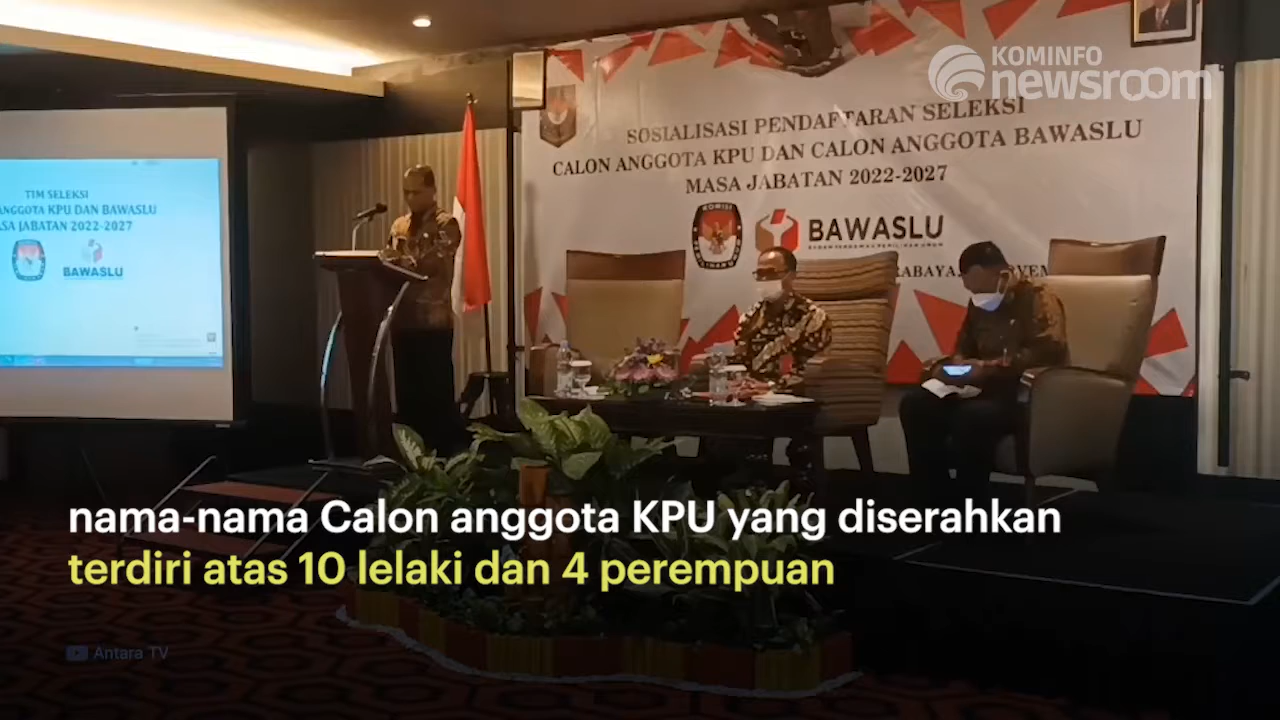 KOMINFO
newsroom
SOSIALISASI PENDAFTARAN SELEKSI
CALON ANGGOTA KPU DAN CALON ANGGOTA BAWASLU
MASA JABATAN 2022-2027
KOMISI
BAWASLU
TIM SELEKSI
ANGGOTA KPU DAN BAWASLU
MASA JABATAN 2022-2027
BAWASLU
nama-nama Calon anggota KPU yang diserahkan
terdiri atas 10 lelaki dan 4 perempuan
Antara TV